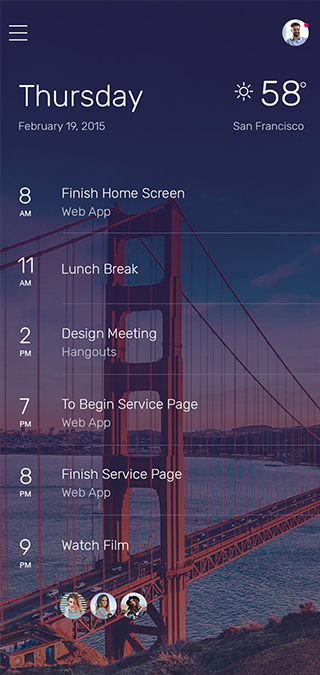 Thursday
58°
February 19, 2015
San Francisco
8
AM
Finish Home Screen
Web App
11
AM
Lunch Break
2
PM
Design Meeting
Hangouts
7
PM
To Begin Service Page
Web App
8
PM
Finish Service Page
Web App
9
PM
Watch Film